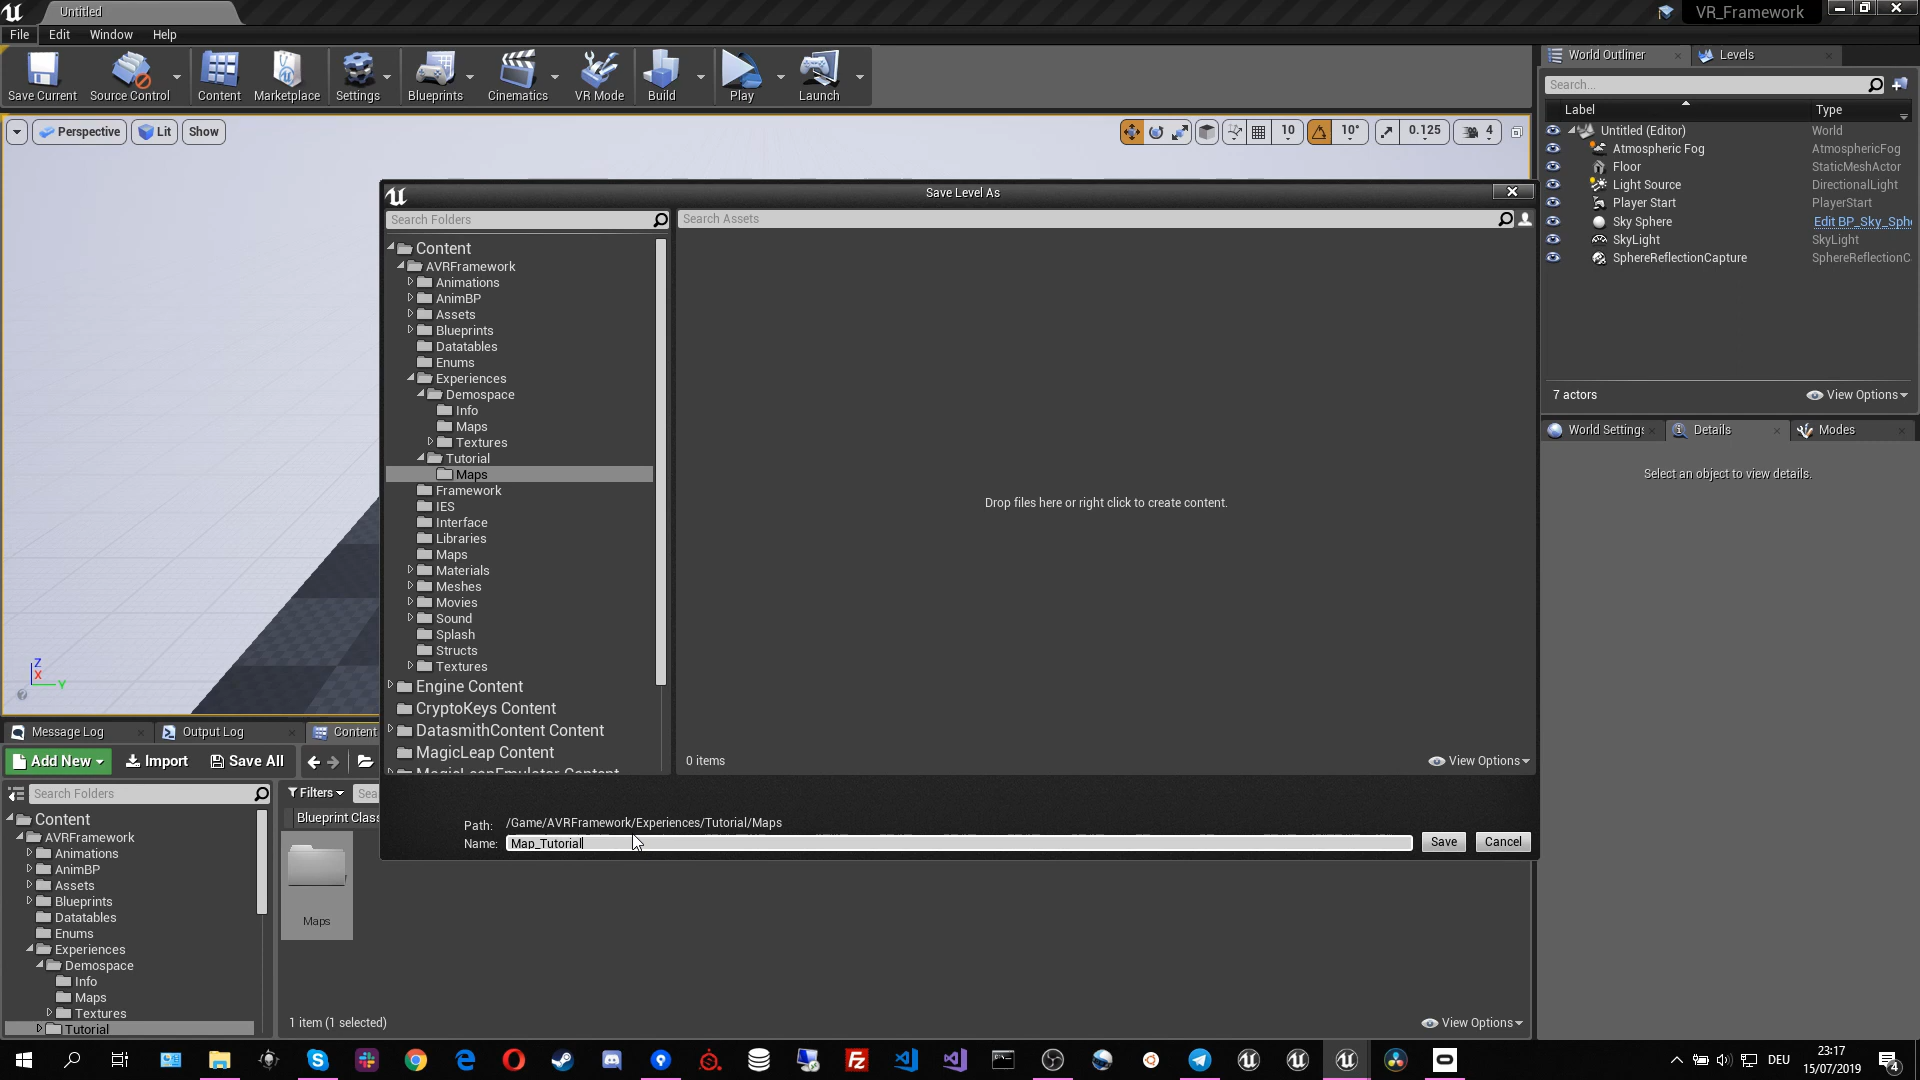 Untitled
VR_Framework
File Edit Window Help
Save Current
Source Control
Content
Marketplace
Settings
Blueprints
Cinematics
VR Mode
Build
Play
Launch
Perspective
Lit
Show
10
10°
0.125
4
World Outliner
Levels
Search...
Label Type
Untitled (Editor) World
Atmospheric Fog AtmosphericFog
Floor StaticMeshActor
Light Source DirectionalLight
Player Start PlayerStart
Sky Sphere Edit BP_Sky_Sphe
SkyLight SkyLight
SphereReflectionCapture SphereReflectionC
7 actors
View Options
World Settings
Details
Modes
Select an object to view details.
Save Level As
Search Folders
Search Assets
Content
AVRFramework
Animations
AnimBP
Assets
Blueprints
Datatables
Enums
Experiences
Demospace
Info
Maps
Textures
Tutorial
Maps
Framework
IES
Interface
Libraries
Maps
Materials
Meshes
Movies
Sound
Splash
Structs
Textures
Engine Content
CryptoKeys Content
DatasmithContent Content
MagicLeap Content
MagicLeapEmulator Content
Drop files here or right click to create content.
0 items
View Options
Path: /Game/AVRFramework/Experiences/Tutorial/Maps
Name: Map_Tutorial
Save
Cancel
Message Log
Output Log
Content
Add New
Import
Save All
Search Folders
Filters
Sea
Blueprint Class
Content
AVRFramework
Animations
AnimBP
Assets
Blueprints
Datatables
Enums
Experiences
Demospace
Info
Maps
Textures
Tutorial
Maps
1 item (1 selected)
View Options
Z
X
Y
DEU
23:17
15/07/2019
4